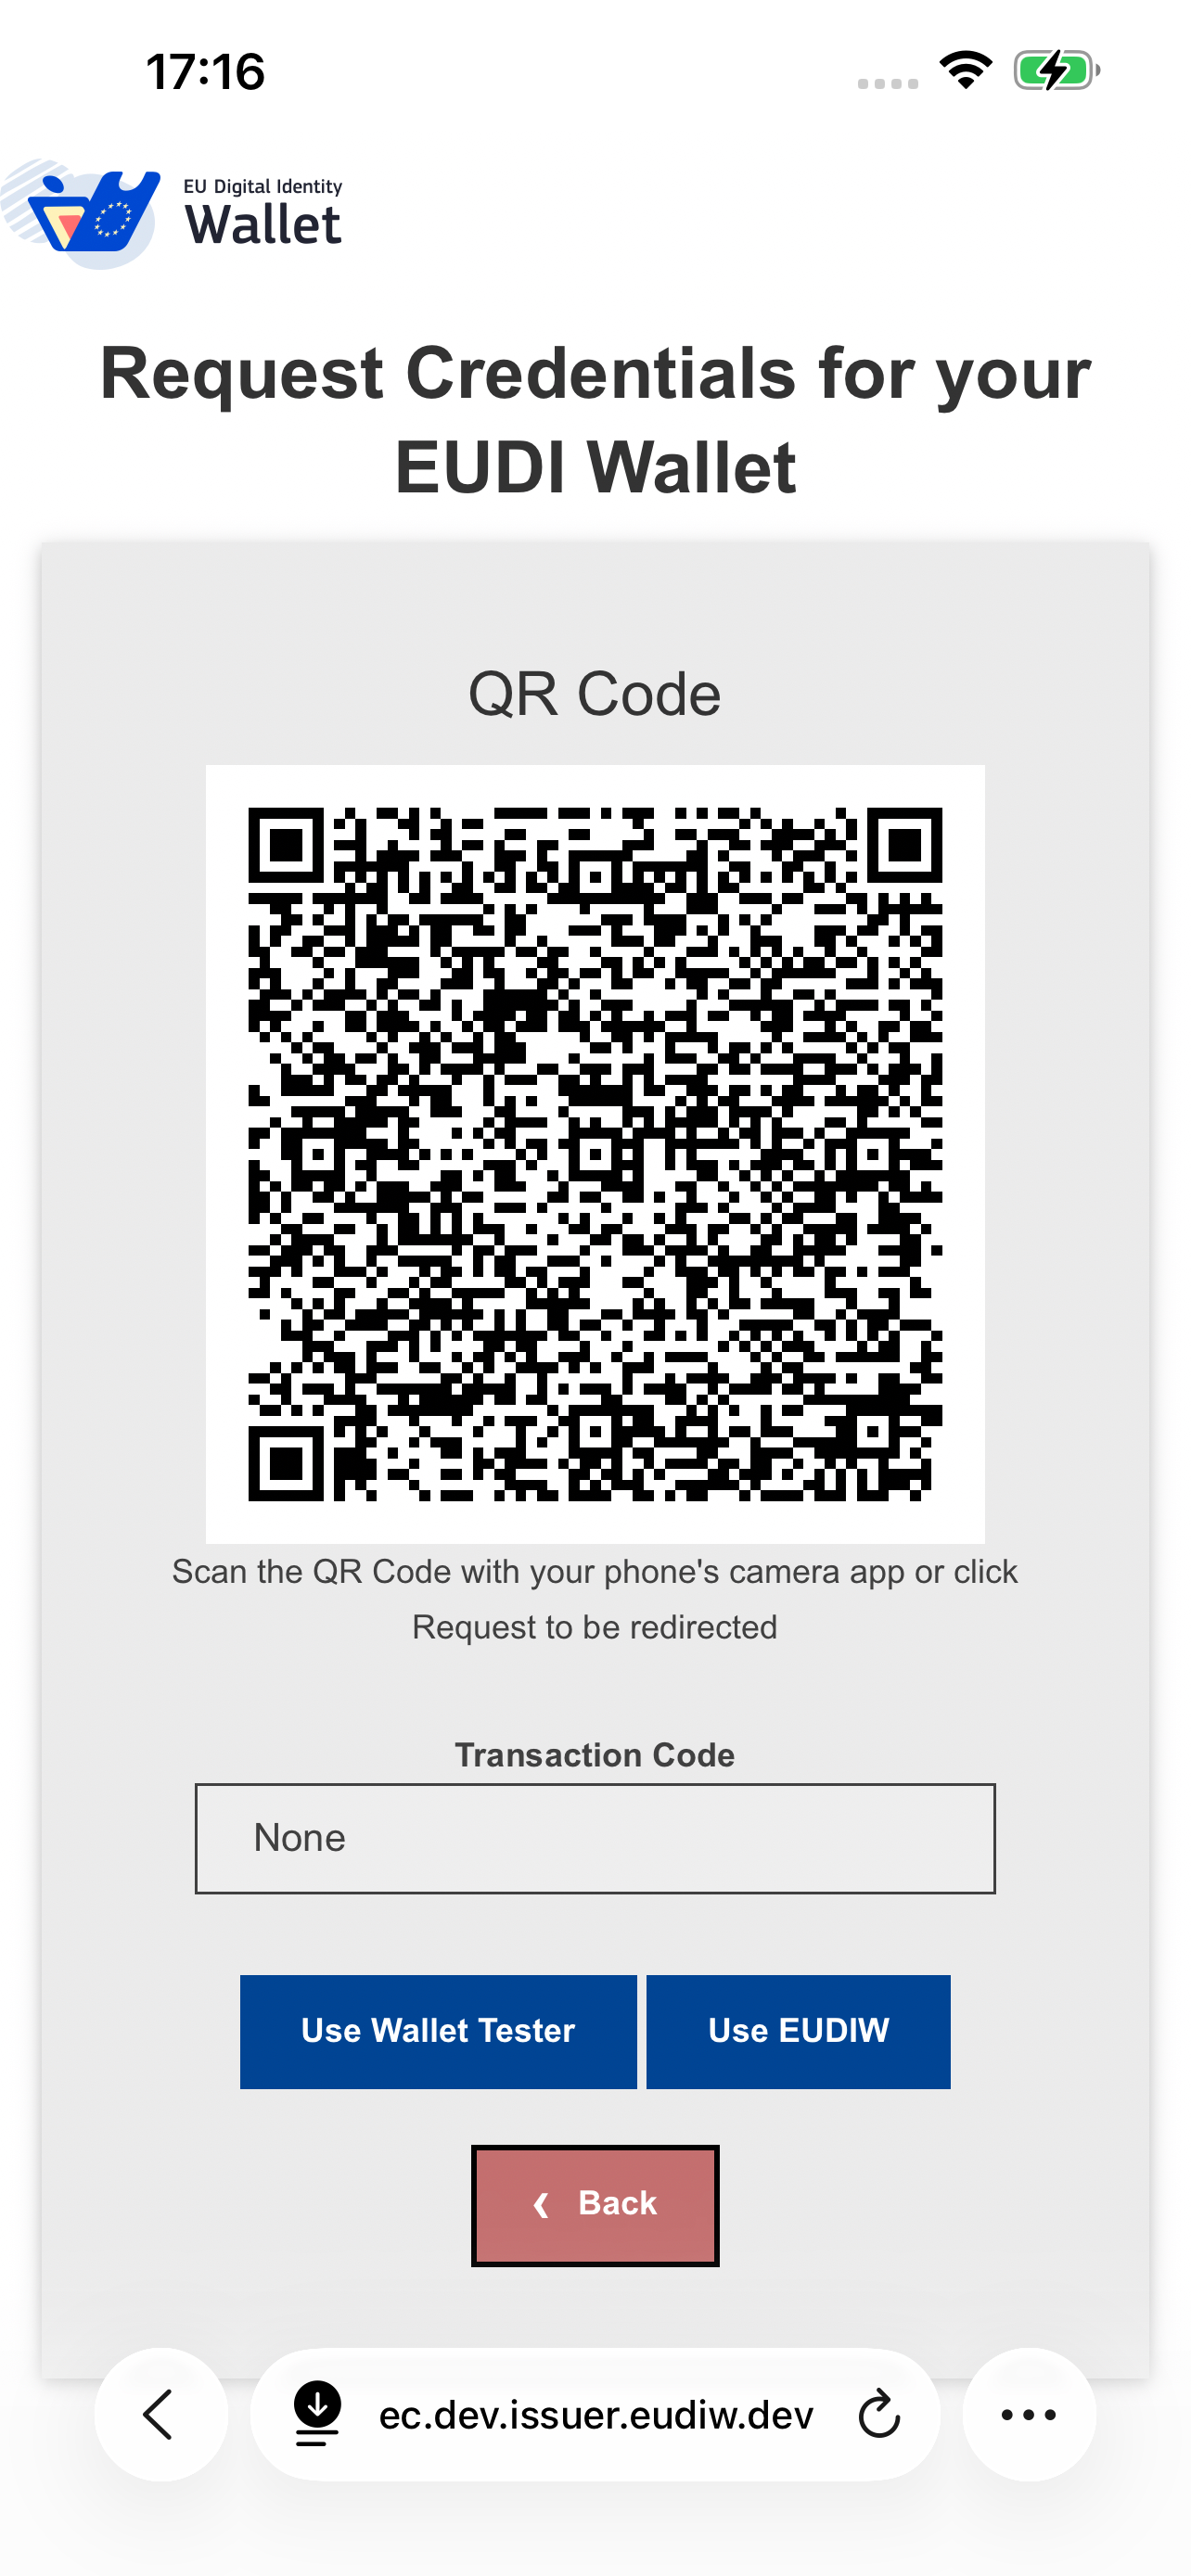 17:16
EU Digital Identity
Wallet
Request Credentials for your
EUDI Wallet
QR Code
Scan the QR Code with your phone's camera app or click
Request to be redirected
Transaction Code
None
Use Wallet Tester
Use EUDIW
Back
ec.dev.issuer.eudiw.dev